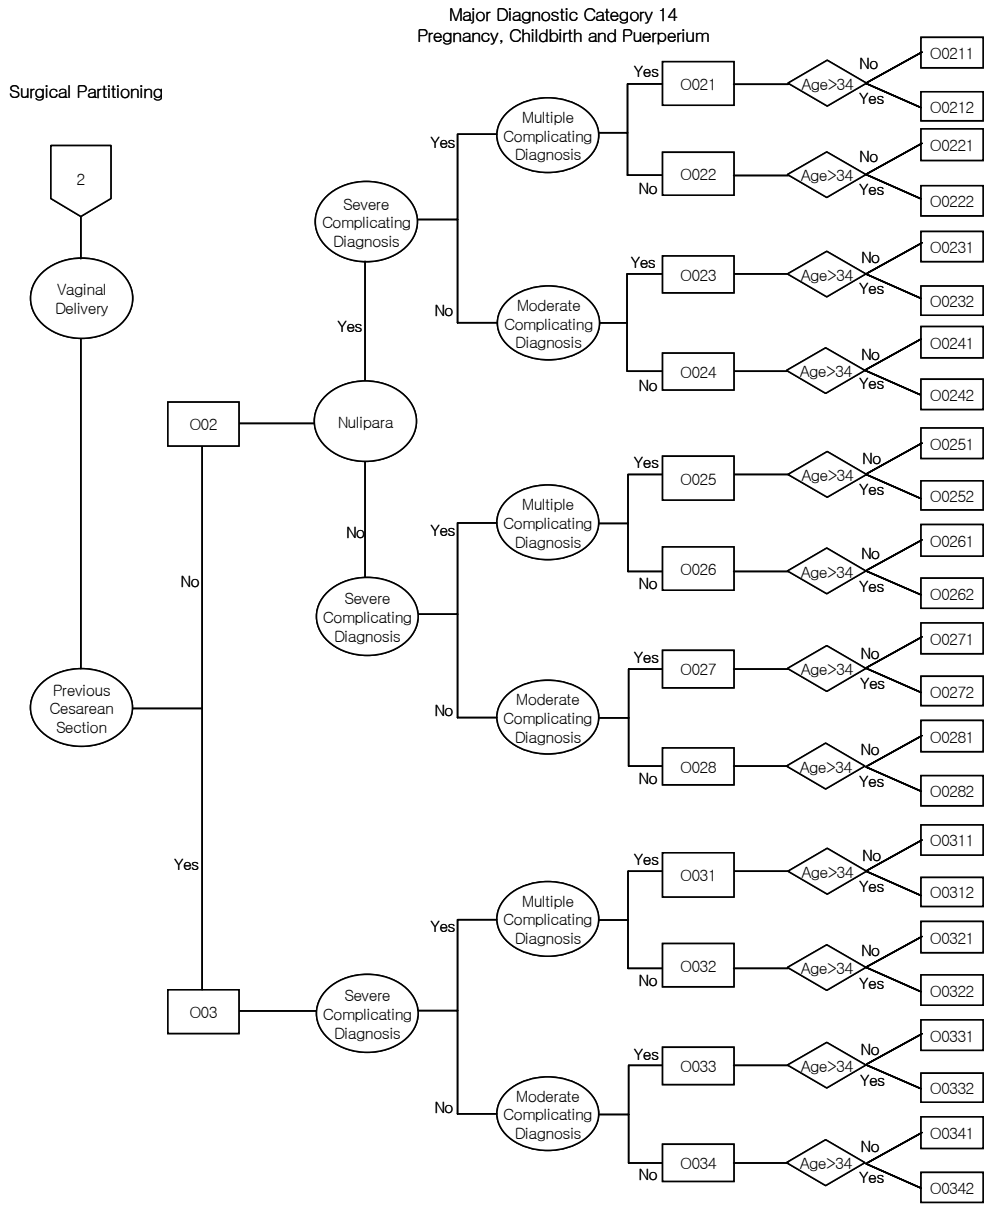 Major Diagnostic Category 14
Pregnancy, Childbirth and Puerperium
Surgical Partitioning
2
Vaginal
Delivery
Previous
Cesarean
Section
No
Yes
O02
O03
Nulipara
Yes
No
Severe
Complicating
Diagnosis
Yes
No
Multiple
Complicating
Diagnosis
Yes
O021
Age>34
No
O0211
Yes
O0212
No
O022
Age>34
No
O0221
Yes
O0222
Moderate
Complicating
Diagnosis
Yes
O023
Age>34
No
O0231
Yes
O0232
No
O024
Age>34
No
O0241
Yes
O0242
Severe
Complicating
Diagnosis
Yes
No
Multiple
Complicating
Diagnosis
Yes
O025
Age>34
No
O0251
Yes
O0252
No
O026
Age>34
No
O0261
Yes
O0262
Moderate
Complicating
Diagnosis
Yes
O027
Age>34
No
O0271
Yes
O0272
No
O028
Age>34
No
O0281
Yes
O0282
Severe
Complicating
Diagnosis
Yes
No
Multiple
Complicating
Diagnosis
Yes
O031
Age>34
No
O0311
Yes
O0312
No
O032
Age>34
No
O0321
Yes
O0322
Moderate
Complicating
Diagnosis
Yes
O033
Age>34
No
O0331
Yes
O0332
No
O034
Age>34
No
O0341
Yes
O0342